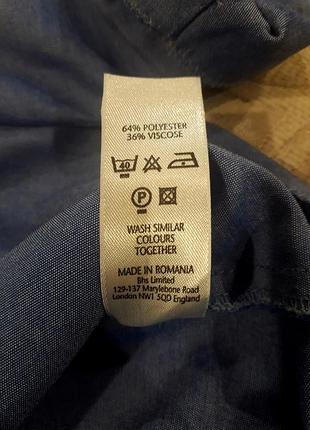 64% POLYESTER
36% VISCOSE
40
P
WASH SIMILAR
COLOURS
TOGETHER
MADE IN ROMANIA
Bhs Limited
129-137 Marylebone Road
London NW1 5QD England